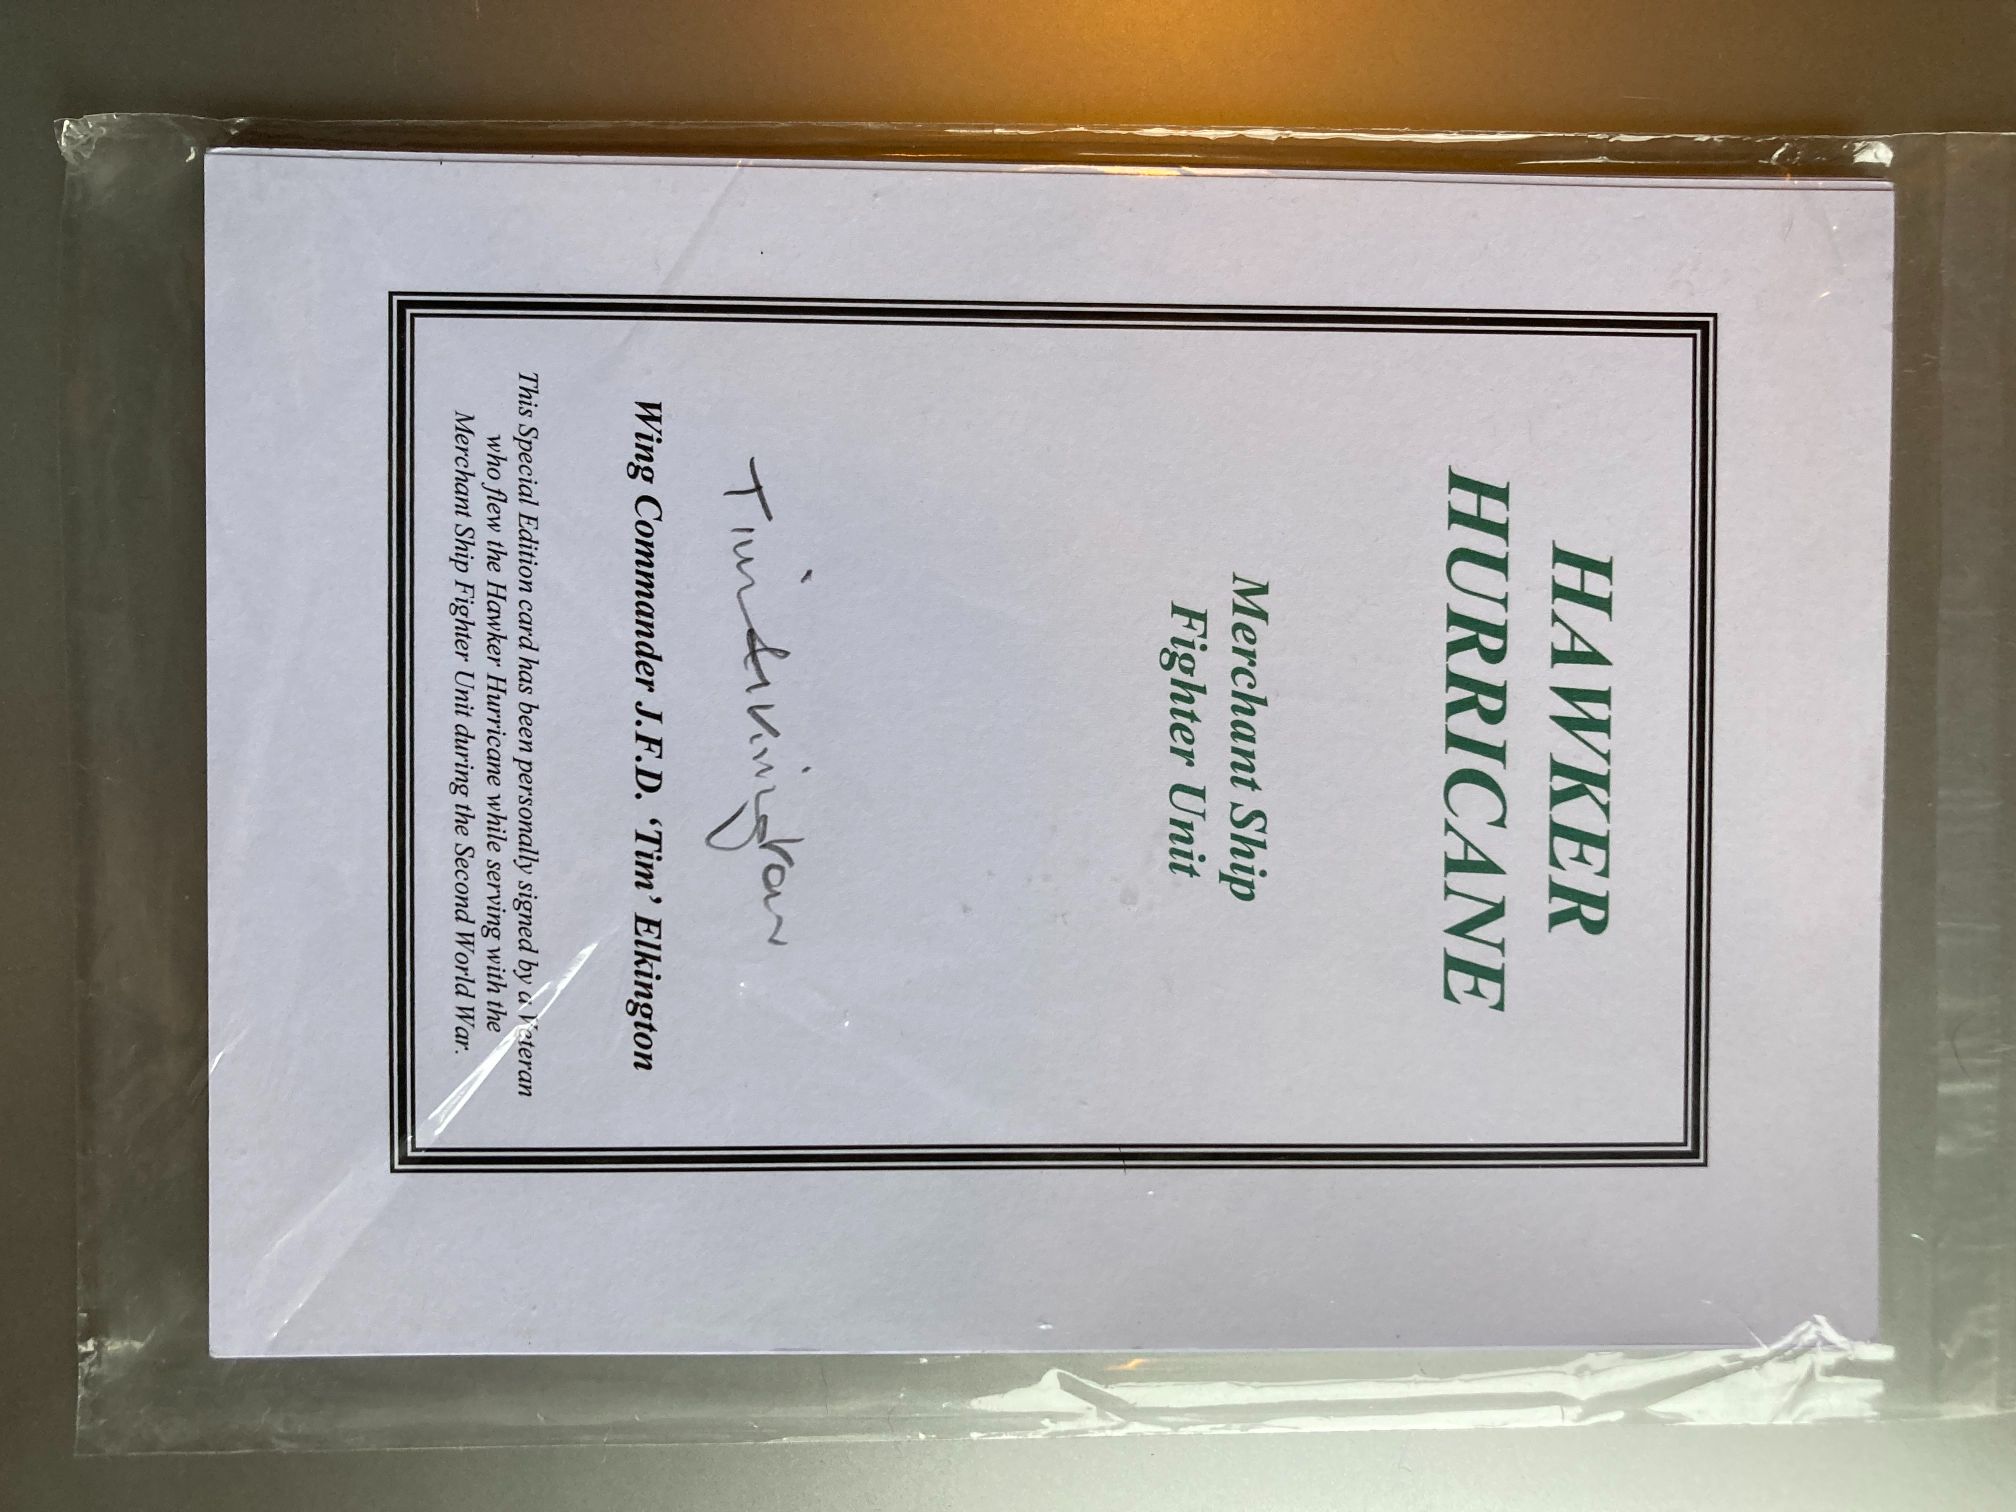 HAWKER
HURRICANE
Merchant Ship
Fighter Unit
Tim Elkington
Wing Commander J.F.D. ‘Tim’ Elkington
This Special Edition card has been personally signed by a Veteran
who flew the Hawker Hurricane while serving with the
Merchant Ship Fighter Unit during the Second World War.